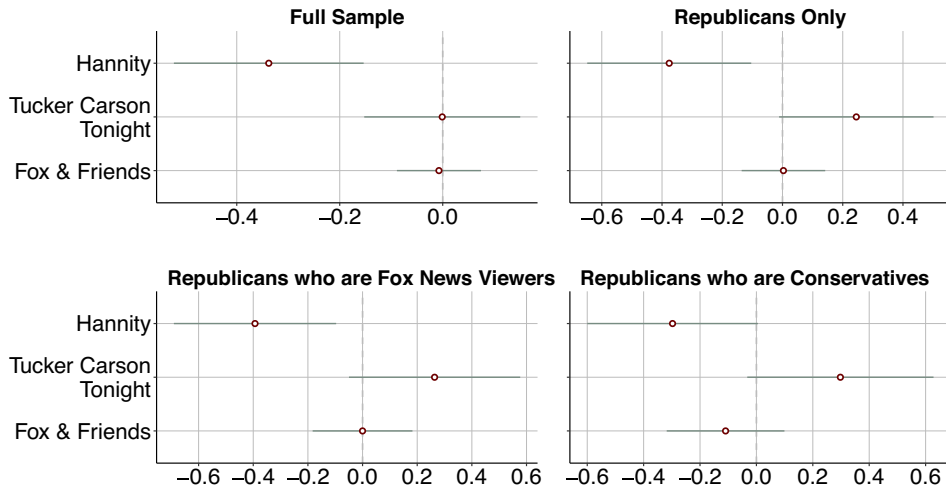 Full Sample
Republicans Only
Hannity
Tucker Carson
Tonight
Fox & Friends
−0.4 −0.2 0.0
−0.6 −0.4 −0.2 0.0 0.2 0.4
Republicans who are Fox News Viewers
Republicans who are Conservatives
Hannity
Tucker Carson
Tonight
Fox & Friends
−0.6 −0.4 −0.2 0.0 0.2 0.4 0.6
−0.6 −0.4 −0.2 0.0 0.2 0.4 0.6